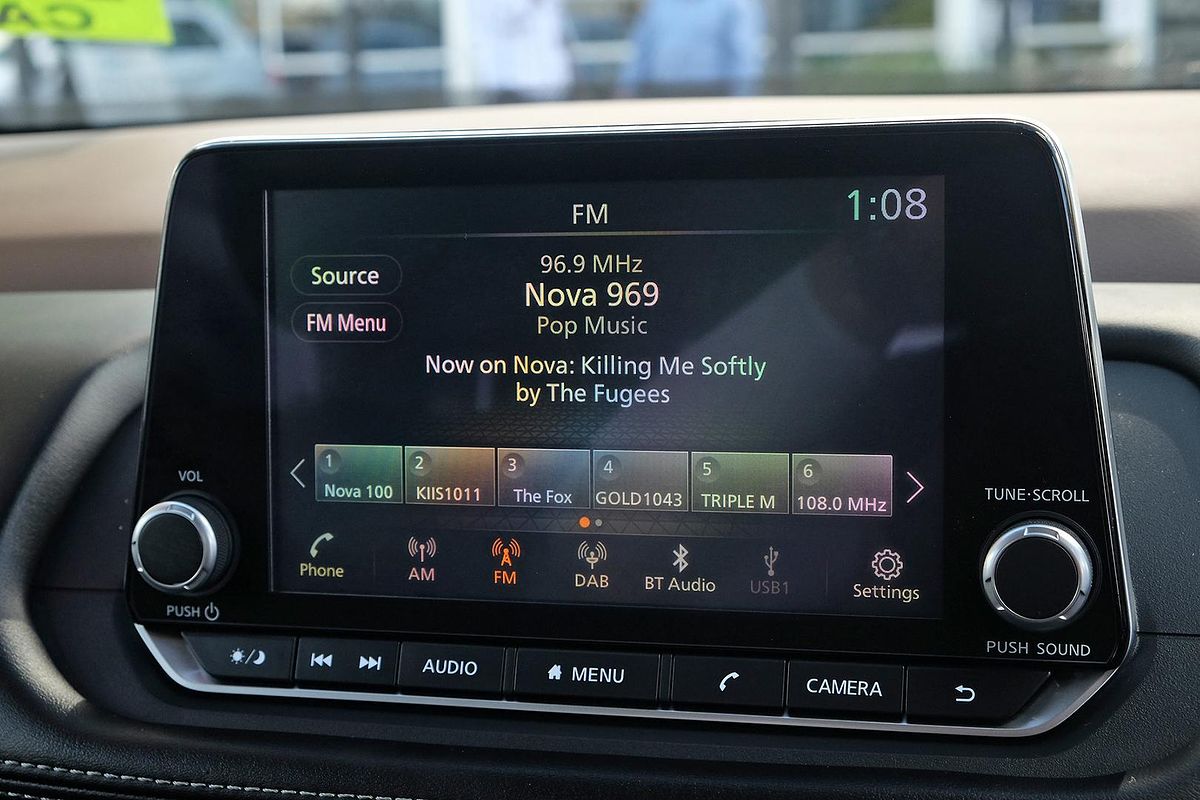 FM
1:08
Source
FM Menu
96.9 MHz
Nova 969
Pop Music
Now on Nova: Killing Me Softly
by The Fugees
1
Nova 100
2
KIIS1011
3
The Fox
4
GOLD1043
5
TRIPLE M
6
108.0 MHz
Phone
AM
FM
DAB
BT Audio
USB1
Settings
VOL
PUSH
TUNE·SCROLL
PUSH SOUND
AUDIO
MENU
CAMERA